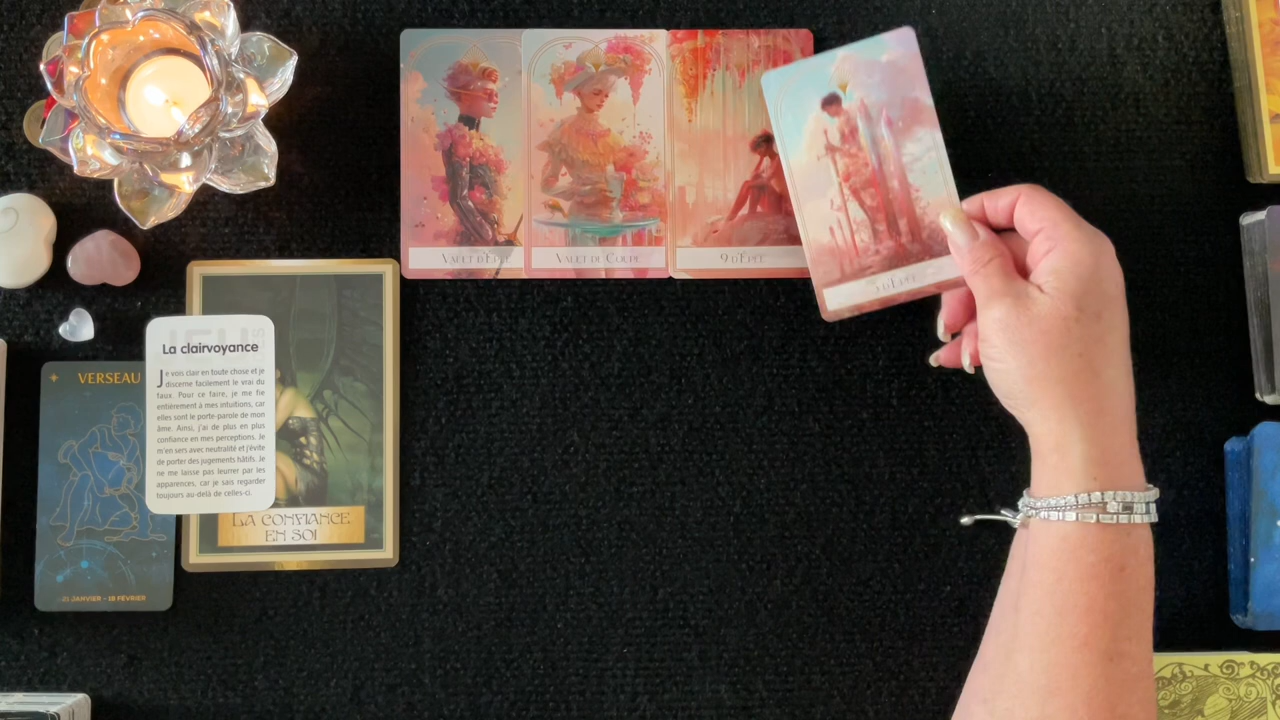 VALET D'ÉPÉE
VALET DE COUPE
9 D'ÉPÉE
VERSEAU
21 JANVIER - 18 FÉVRIER
La clairvoyance
Je vois clair en toute chose et je
discerne facilement le vrai du
faux. Pour ce faire, je me fie
entièrement à mes intuitions, car
elles sont le porte-parole de mon
âme. Ainsi, j'ai de plus en plus
confiance en mes perceptions. Je
m'en sers avec neutralité et j'évite
de porter des jugements hâtifs. Je
ne me laisse pas leurrer par les
apparences, car je sais regarder
toujours au-delà de celles-ci.
LA CONFIANCE
EN SOI